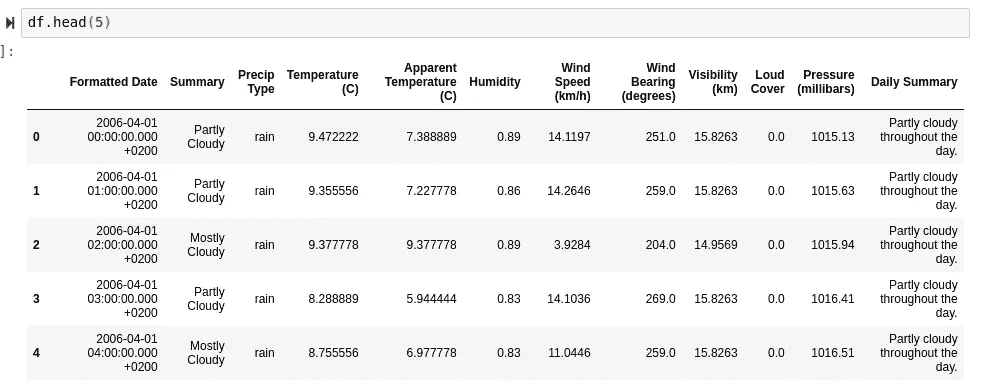 df.head(5)
]:
Formatted Date Summary Precip Type Temperature (C) Apparent Temperature (C) Humidity Wind Speed (km/h) Wind Bearing (degrees) Visibility (km) Loud Cover Pressure (millibars) Daily Summary
0 2006-04-01 00:00:00.000 +0200 Partly Cloudy rain 9.472222 7.388889 0.89 14.1197 251.0 15.8263 0.0 1015.13 Partly cloudy throughout the day.
1 2006-04-01 01:00:00.000 +0200 Partly Cloudy rain 9.355556 7.227778 0.86 14.2646 259.0 15.8263 0.0 1015.63 Partly cloudy throughout the day.
2 2006-04-01 02:00:00.000 +0200 Mostly Cloudy rain 9.377778 9.377778 0.89 3.9284 204.0 14.9569 0.0 1015.94 Partly cloudy throughout the day.
3 2006-04-01 03:00:00.000 +0200 Partly Cloudy rain 8.288889 5.944444 0.83 14.1036 269.0 15.8263 0.0 1016.41 Partly cloudy throughout the day.
4 2006-04-01 04:00:00.000 +0200 Mostly Cloudy rain 8.755556 6.977778 0.83 11.0446 259.0 15.8263 0.0 1016.51 Partly cloudy throughout the day.